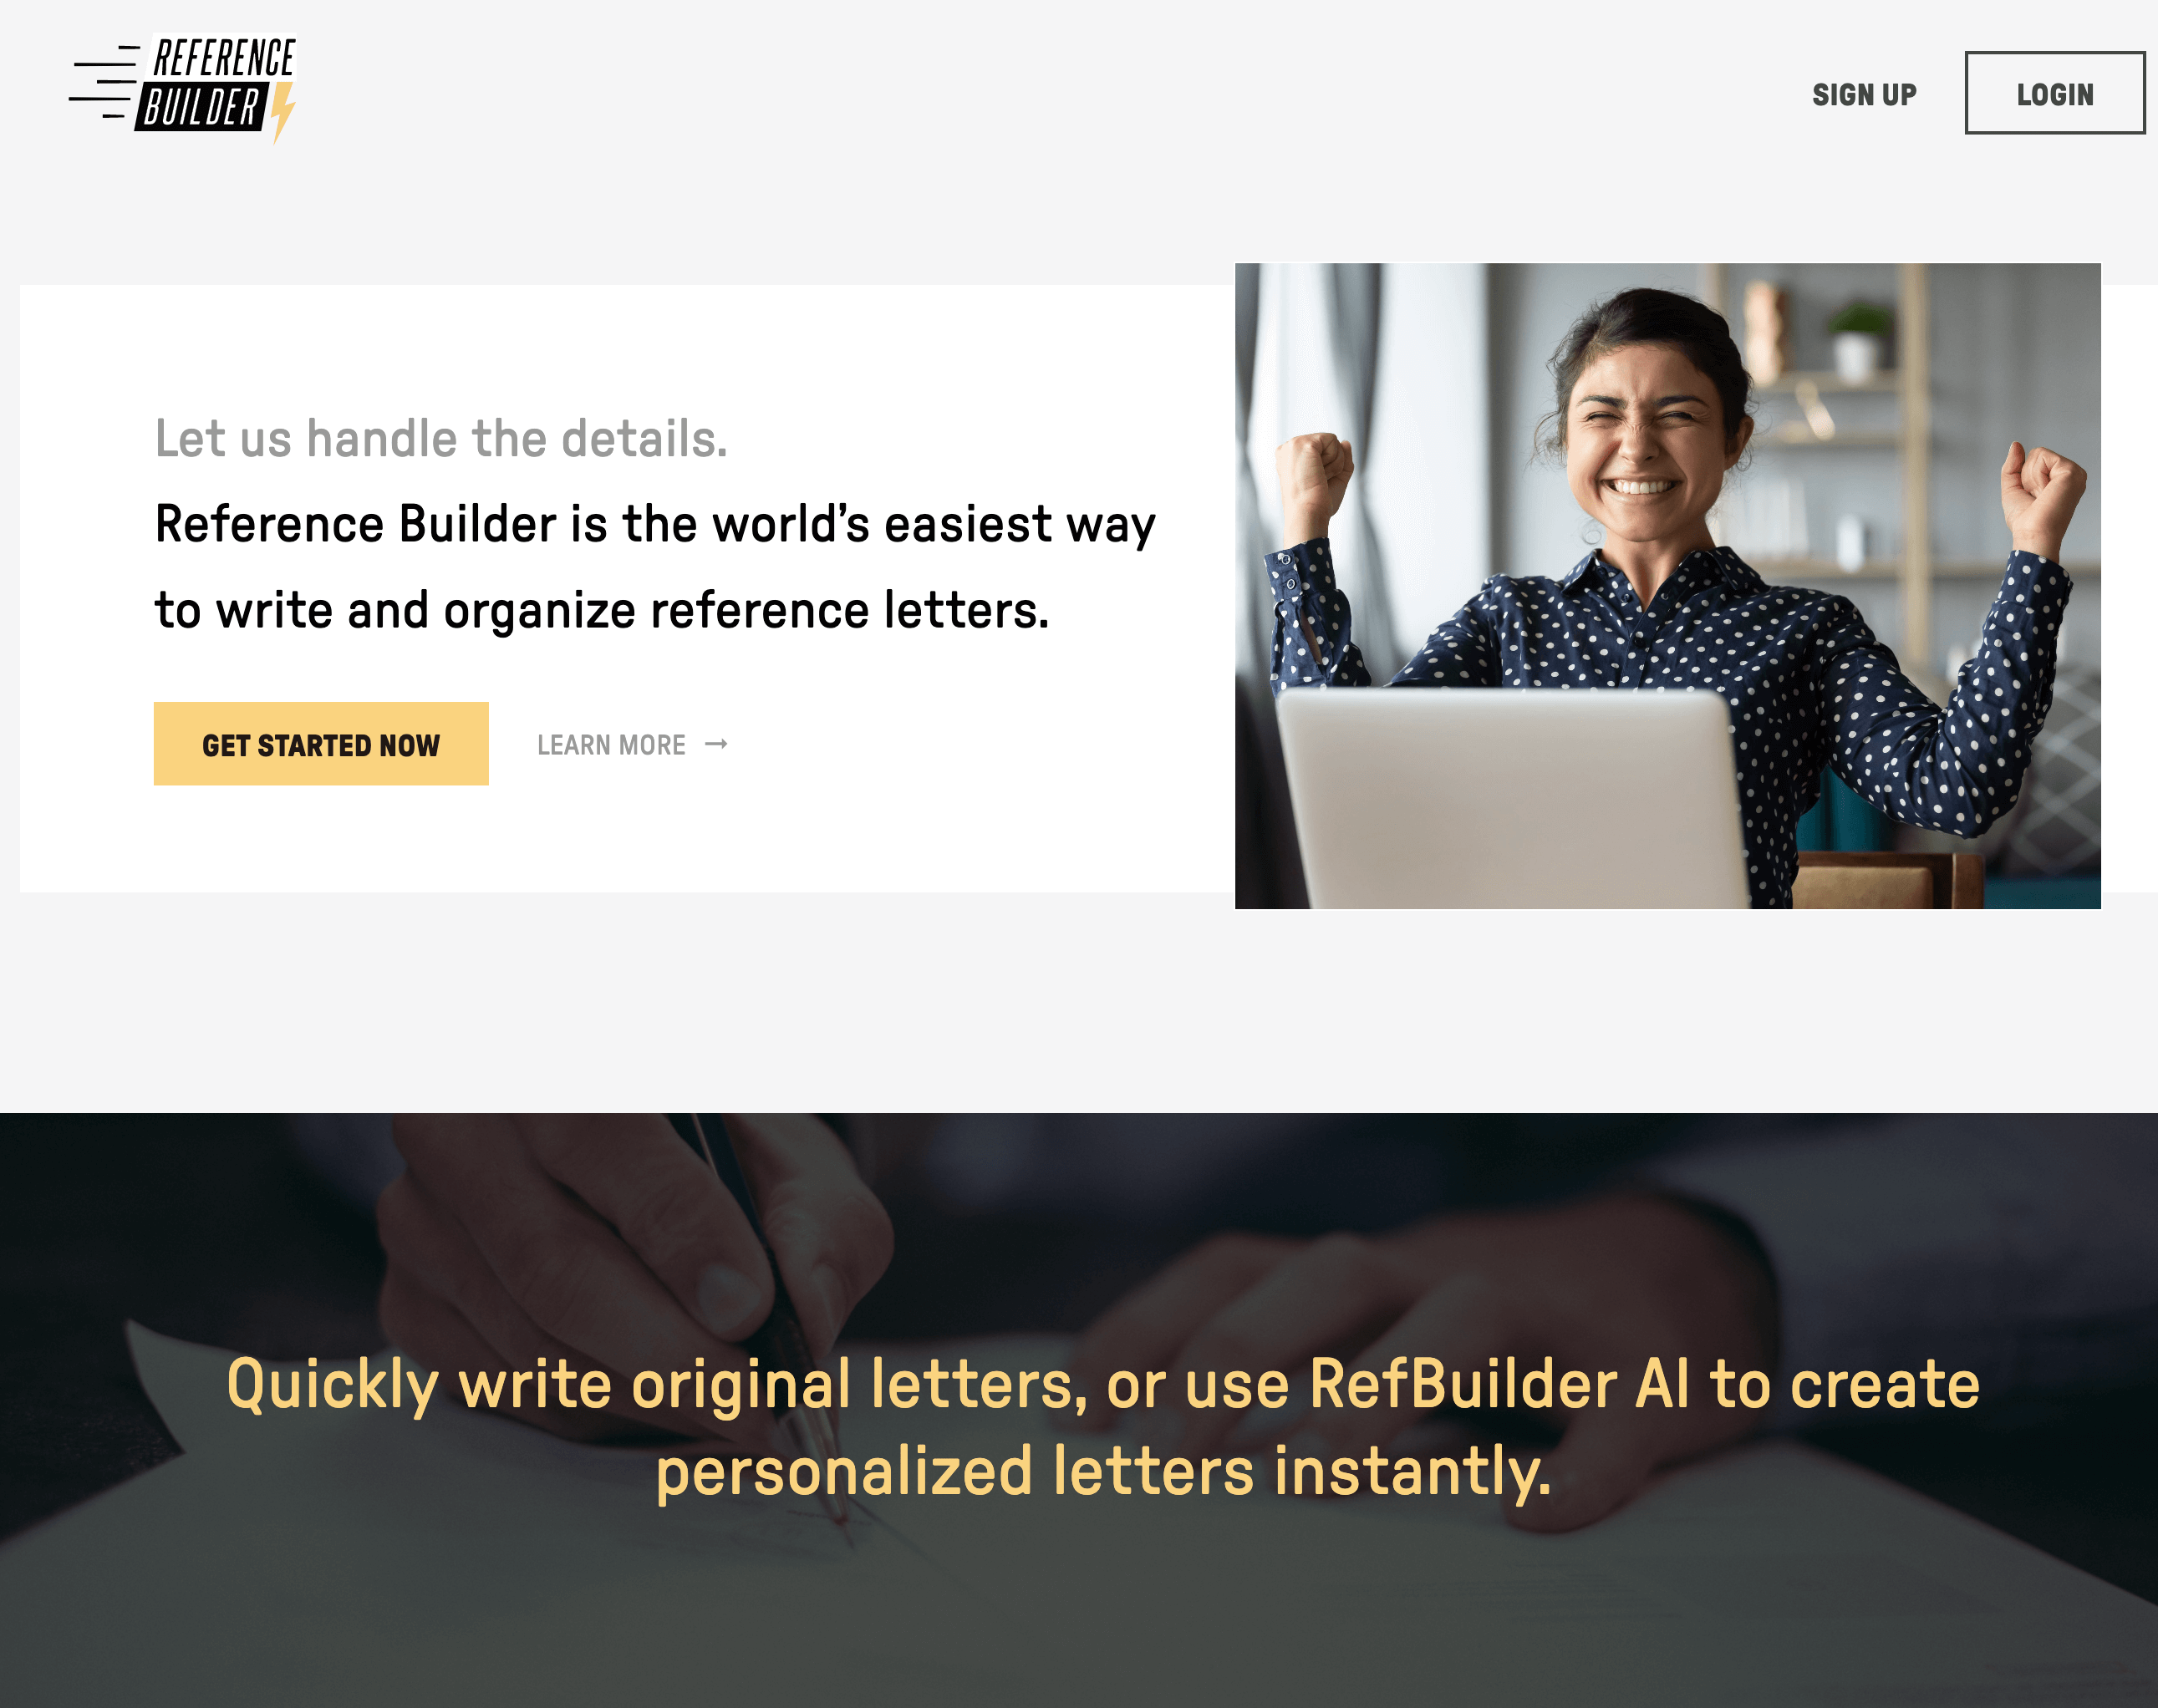 REFERENCE
BUILDER
SIGN UP
LOGIN
Let us handle the details.
Reference Builder is the world’s easiest way
to write and organize reference letters.
GET STARTED NOW
LEARN MORE →
Quickly write original letters, or use RefBuilder AI to create
personalized letters instantly.